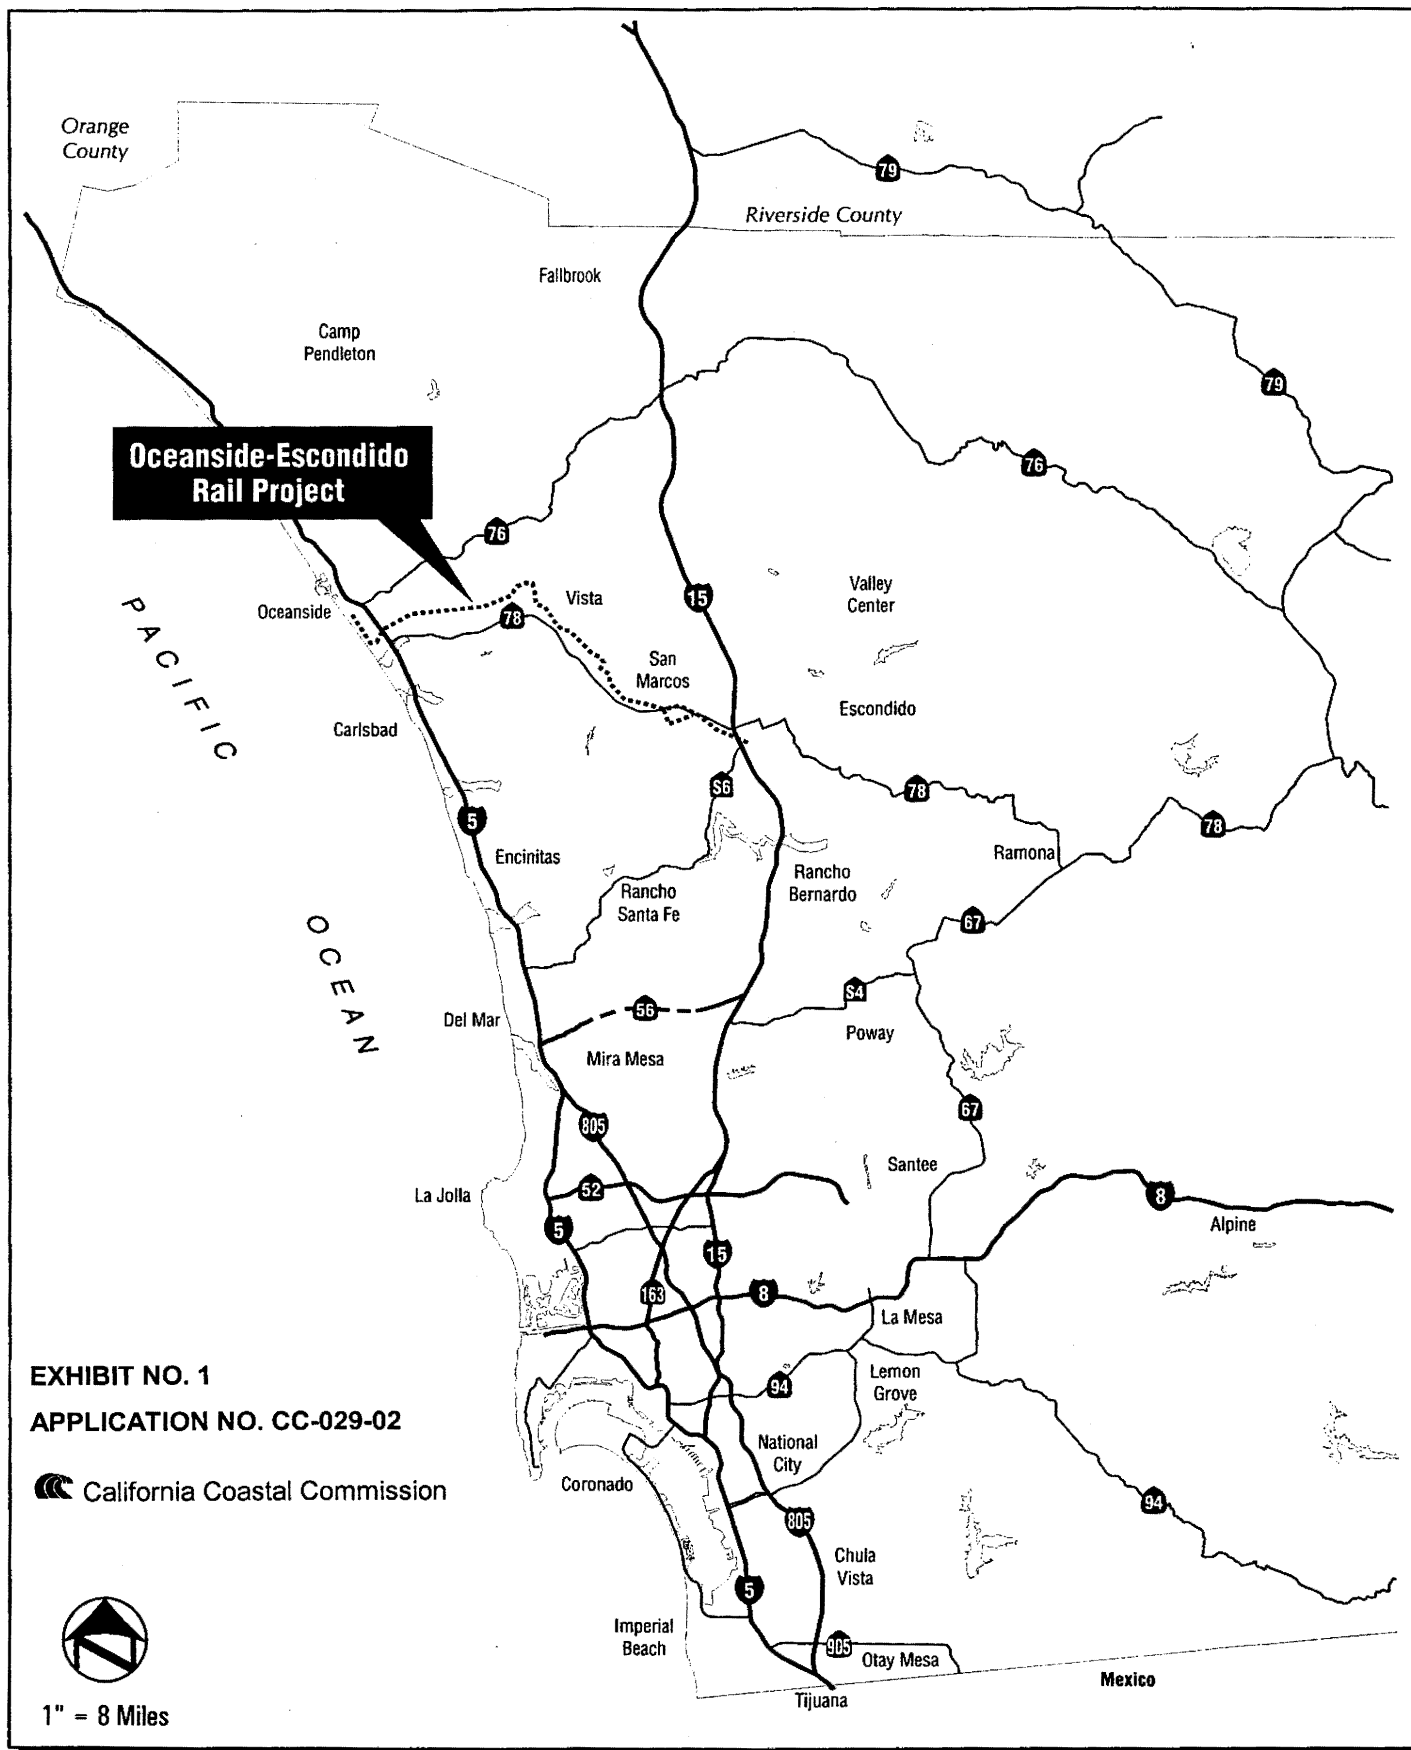 Orange
County
79
Riverside County
Fallbrook
Camp
Pendleton
79
Oceanside-Escondido
Rail Project
76
76
Valley
Center
15
Vista
Oceanside
78
San
Marcos
Escondido
Carlsbad
PACIFIC
S6
78
5
78
Encinitas
Ramona
Rancho
Bernardo
Rancho
Santa Fe
67
OCEAN
S4
56
Del Mar
Poway
Mira Mesa
67
805
Santee
52
La Jolla
8
5
Alpine
15
163
8
La Mesa
EXHIBIT NO. 1
Lemon
Grove
94
APPLICATION NO. CC-029-02
National
City
Coronado
California Coastal Commission
94
805
Chula
Vista
5
Imperial
Beach
905
Otay Mesa
Mexico
Tijuana
1" = 8 Miles